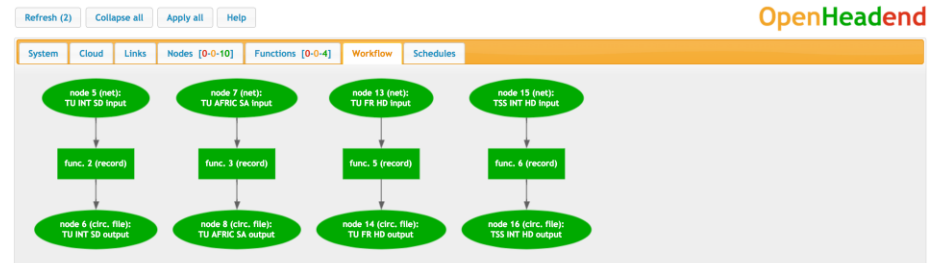 Refresh (2) Collapse all Apply all Help
OpenHeadend
System Cloud Links Nodes [0-0-10] Functions [0-0-4] Workflow Schedules
node 5 (net): node 7 (net): node 13 (net): node 15 (net):
TU INT SD Input TU AFRIC SA Input TU FR HD Input TSS INT HD Input
func. 2 (record) func. 3 (record) func. 5 (record) func. 6 (record)
node 6 (circ. file): node 8 (circ. file): node 14 (circ. file): node 16 (circ. file):
TU INT SD output TU AFRIC SA output TU FR HD output TSS INT HD output